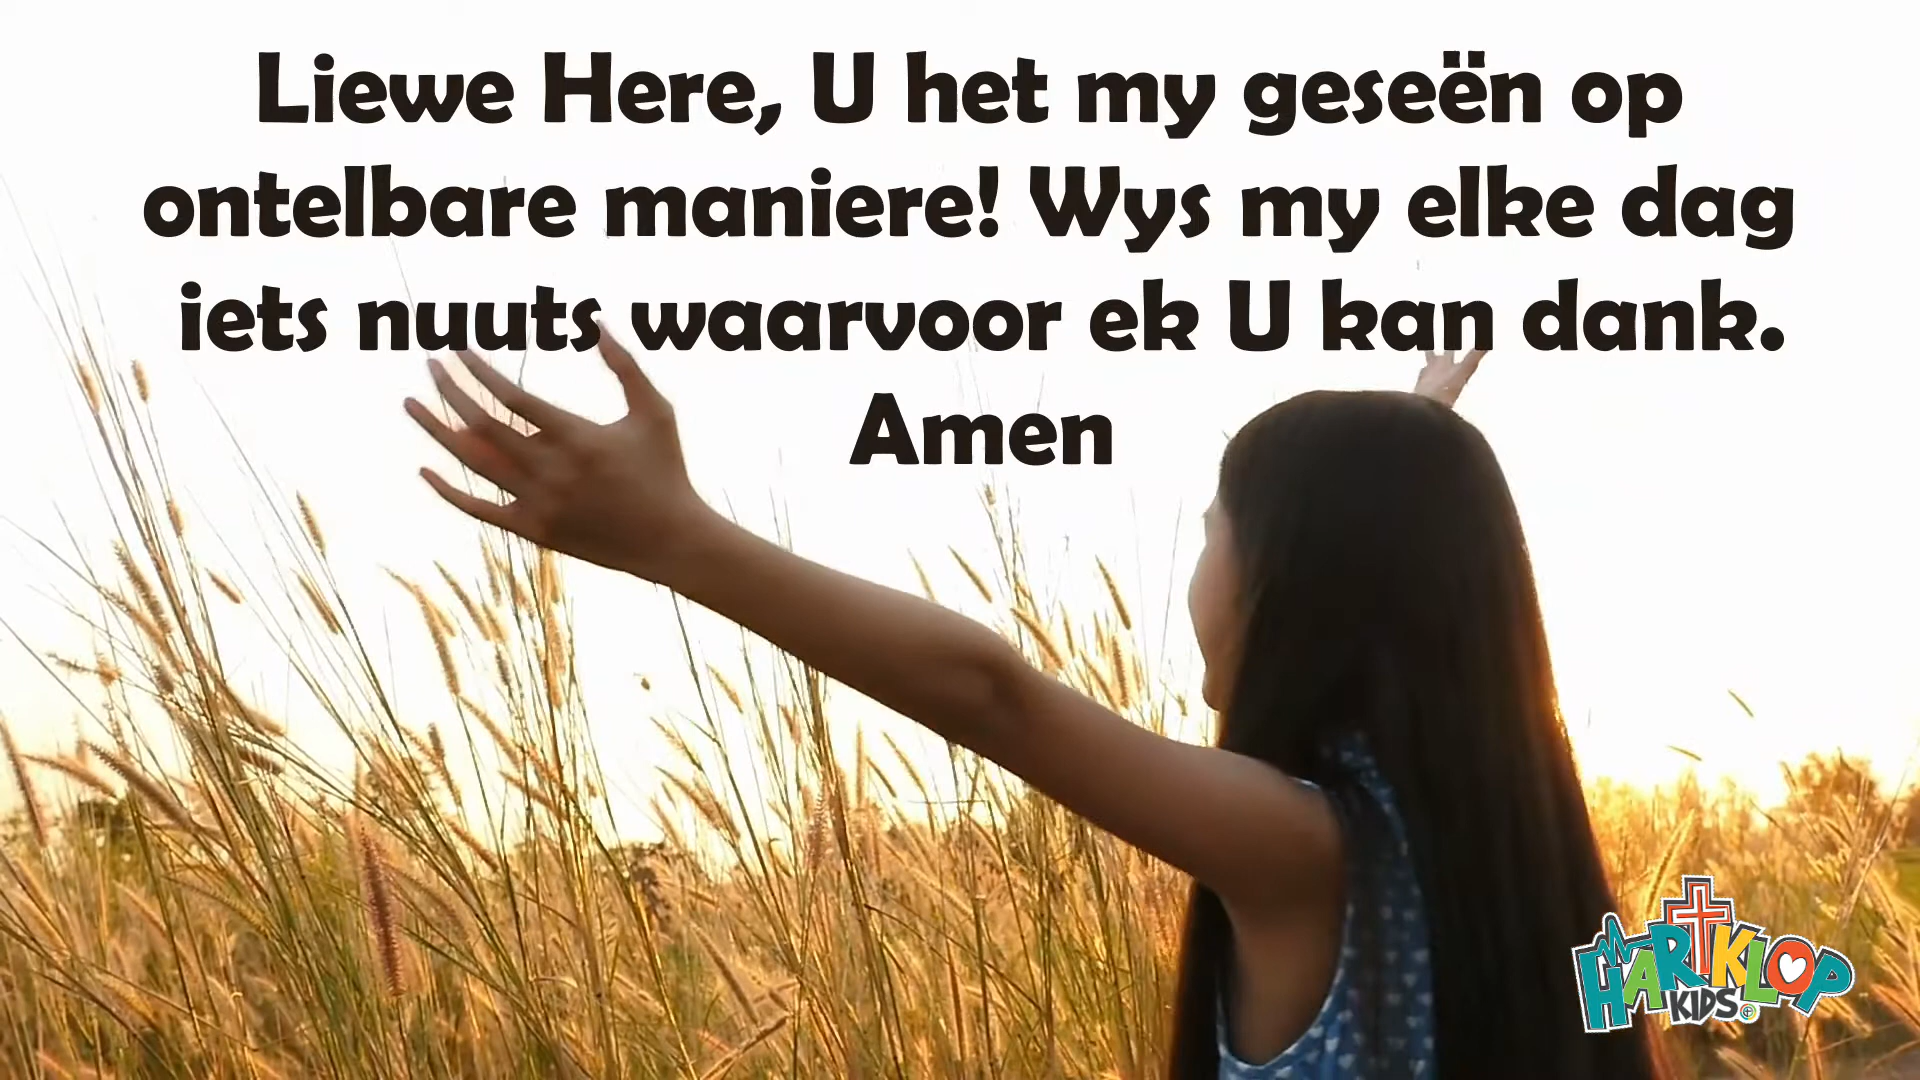 Liewe Here, U het my geseën op
ontelbare maniere! Wys my elke dag
iets nuuts waarvoor ek U kan dank.
Amen
HARTKLOP
KIDS